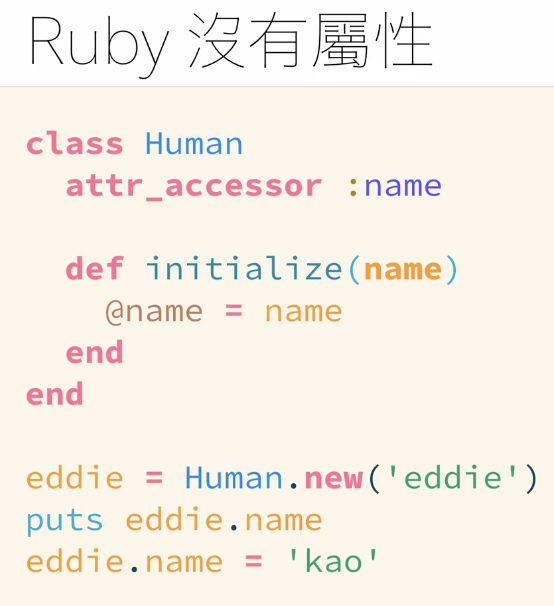 Ruby 沒有屬性
class Human
  attr_accessor :name
  def initialize(name)
    @name = name
  end
end
eddie = Human.new('eddie')
puts eddie.name
eddie.name = 'kao'